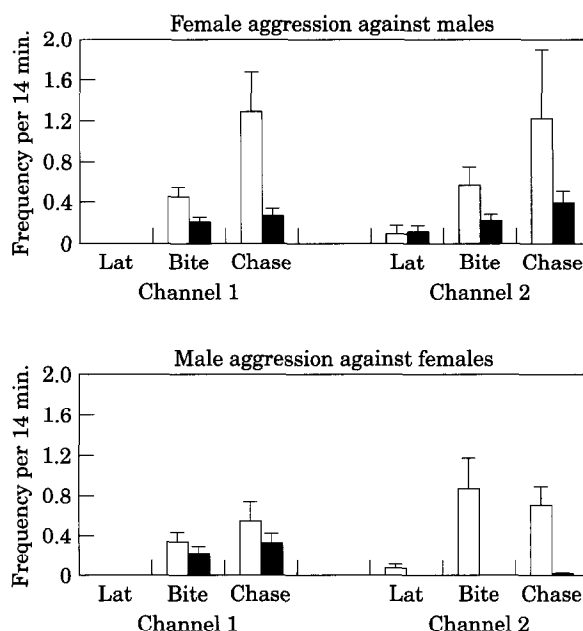 Female aggression against males
Frequency per 14 min.
2.0
1.6
1.2
0.8
0.4
0
Lat Bite Chase Lat Bite Chase
Channel 1 Channel 2
Male aggression against females
Frequency per 14 min.
2.0
1.6
1.2
0.8
0.4
0
Lat Bite Chase Lat Bite Chase
Channel 1 Channel 2